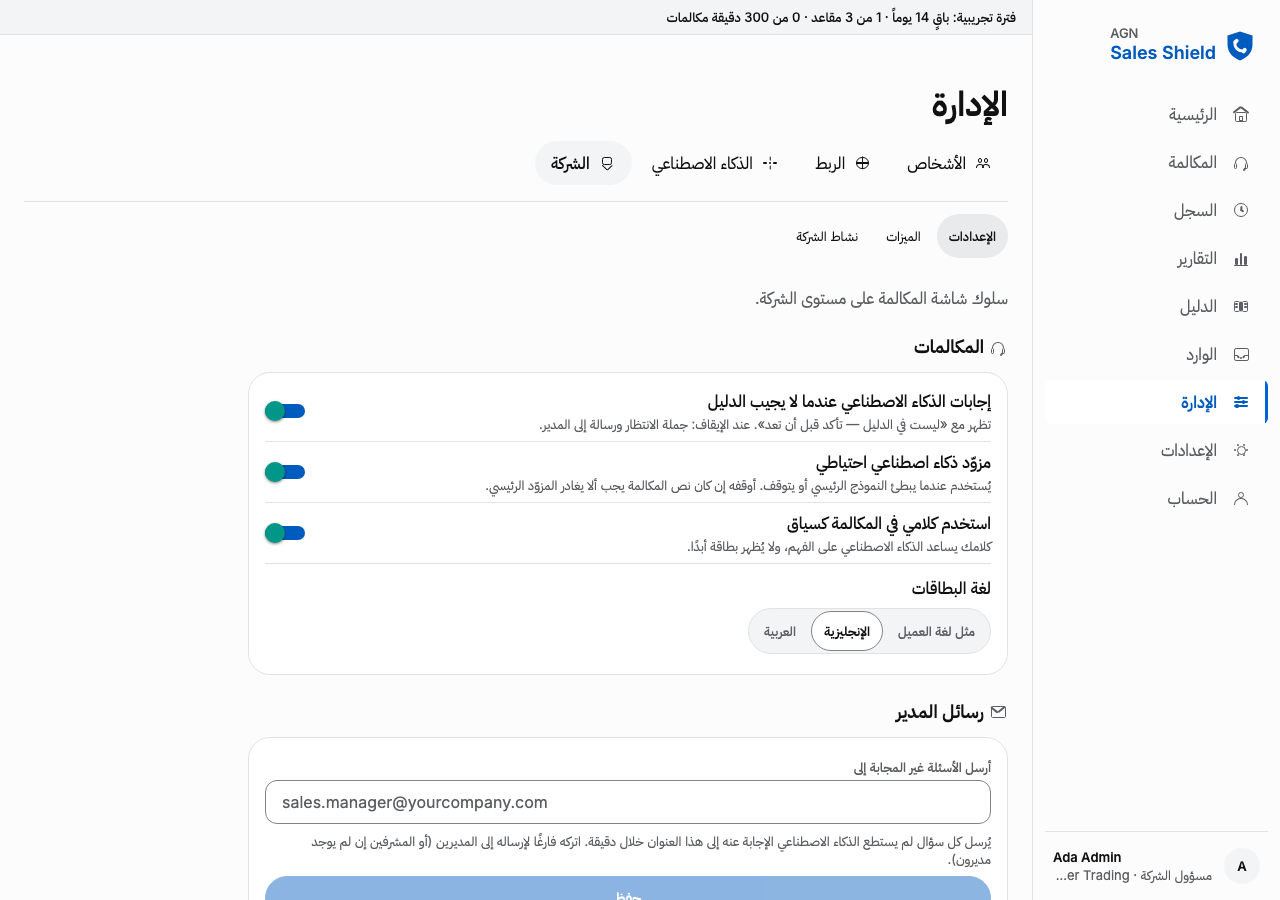 فترة تجريبية: باقٍ 14 يوماً · 1 من 3 مقاعد · 0 من 300 دقيقة مكالمات
AGN
Sales Shield
الرئيسية
المكالمة
السجل
التقارير
الدليل
الوارد
الإدارة
الإعدادات
الحساب
Ada Admin
مسؤول الشركة · er Trading...
A
الإدارة
الأشخاص
الربط
الذكاء الاصطناعي
الشركة
الإعدادات
الميزات
نشاط الشركة
سلوك شاشة المكالمة على مستوى الشركة.
المكالمات
إجابات الذكاء الاصطناعي عندما لا يجيب الدليل
تظهر مع «ليست في الدليل — تأكد قبل أن تعد». عند الإيقاف: جملة الانتظار ورسالة إلى المدير.
مزوّد ذكاء اصطناعي احتياطي
يُستخدم عندما يبطئ النموذج الرئيسي أو يتوقف. أوقفه إن كان نص المكالمة يجب ألا يغادر المزوّد الرئيسي.
استخدم كلامي في المكالمة كسياق
كلامك يساعد الذكاء الاصطناعي على الفهم، ولا يُظهر بطاقة أبدًا.
لغة البطاقات
مثل لغة العميل
الإنجليزية
العربية
رسائل المدير
أرسل الأسئلة غير المجابة إلى
sales.manager@yourcompany.com
يُرسل كل سؤال لم يستطع الذكاء الاصطناعي الإجابة عنه إلى هذا العنوان خلال دقيقة. اتركه فارغًا لإرساله إلى المديرين (أو المشرفين إن لم يوجد
مديرون).
حفظ